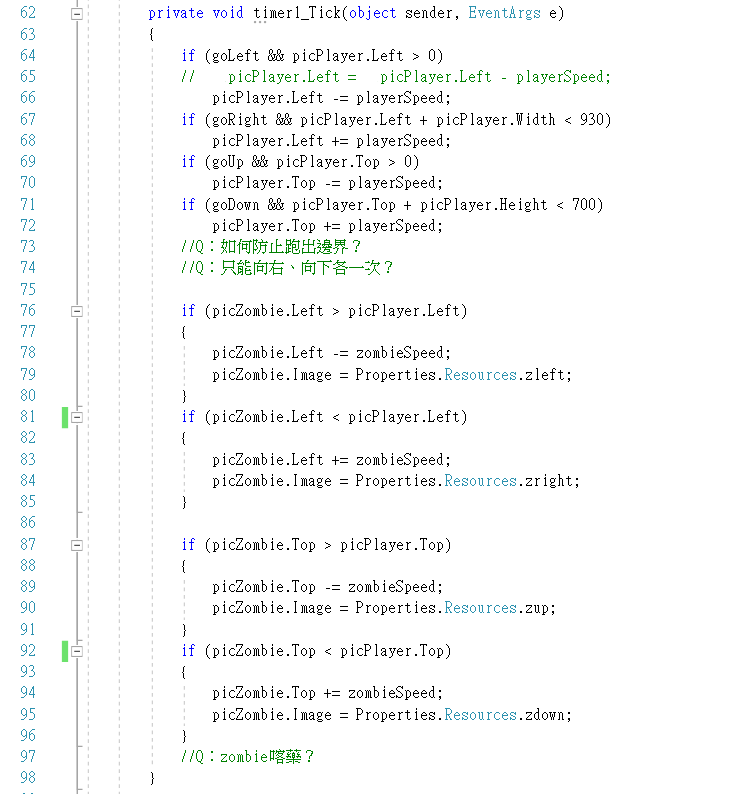 62 private void timer1_Tick(object sender, EventArgs e)
63 {
64 if (goLeft && picPlayer.Left > 0)
65 // picPlayer.Left = picPlayer.Left - playerSpeed;
66 picPlayer.Left -= playerSpeed;
67 if (goRight && picPlayer.Left + picPlayer.Width < 930)
68 picPlayer.Left += playerSpeed;
69 if (goUp && picPlayer.Top > 0)
70 picPlayer.Top -= playerSpeed;
71 if (goDown && picPlayer.Top + picPlayer.Height < 700)
72 picPlayer.Top += playerSpeed;
73 //Q：如何防止跑出邊界？
74 //Q：只能向右、向下各一次？
75
76 if (picZombie.Left > picPlayer.Left)
77 {
78 picZombie.Left -= zombieSpeed;
79 picZombie.Image = Properties.Resources.zleft;
80 }
81 if (picZombie.Left < picPlayer.Left)
82 {
83 picZombie.Left += zombieSpeed;
84 picZombie.Image = Properties.Resources.zright;
85 }
86
87 if (picZombie.Top > picPlayer.Top)
88 {
89 picZombie.Top -= zombieSpeed;
90 picZombie.Image = Properties.Resources.zup;
91 }
92 if (picZombie.Top < picPlayer.Top)
93 {
94 picZombie.Top += zombieSpeed;
95 picZombie.Image = Properties.Resources.zdown;
96 }
97 //Q：zombie喀藥？
98 }